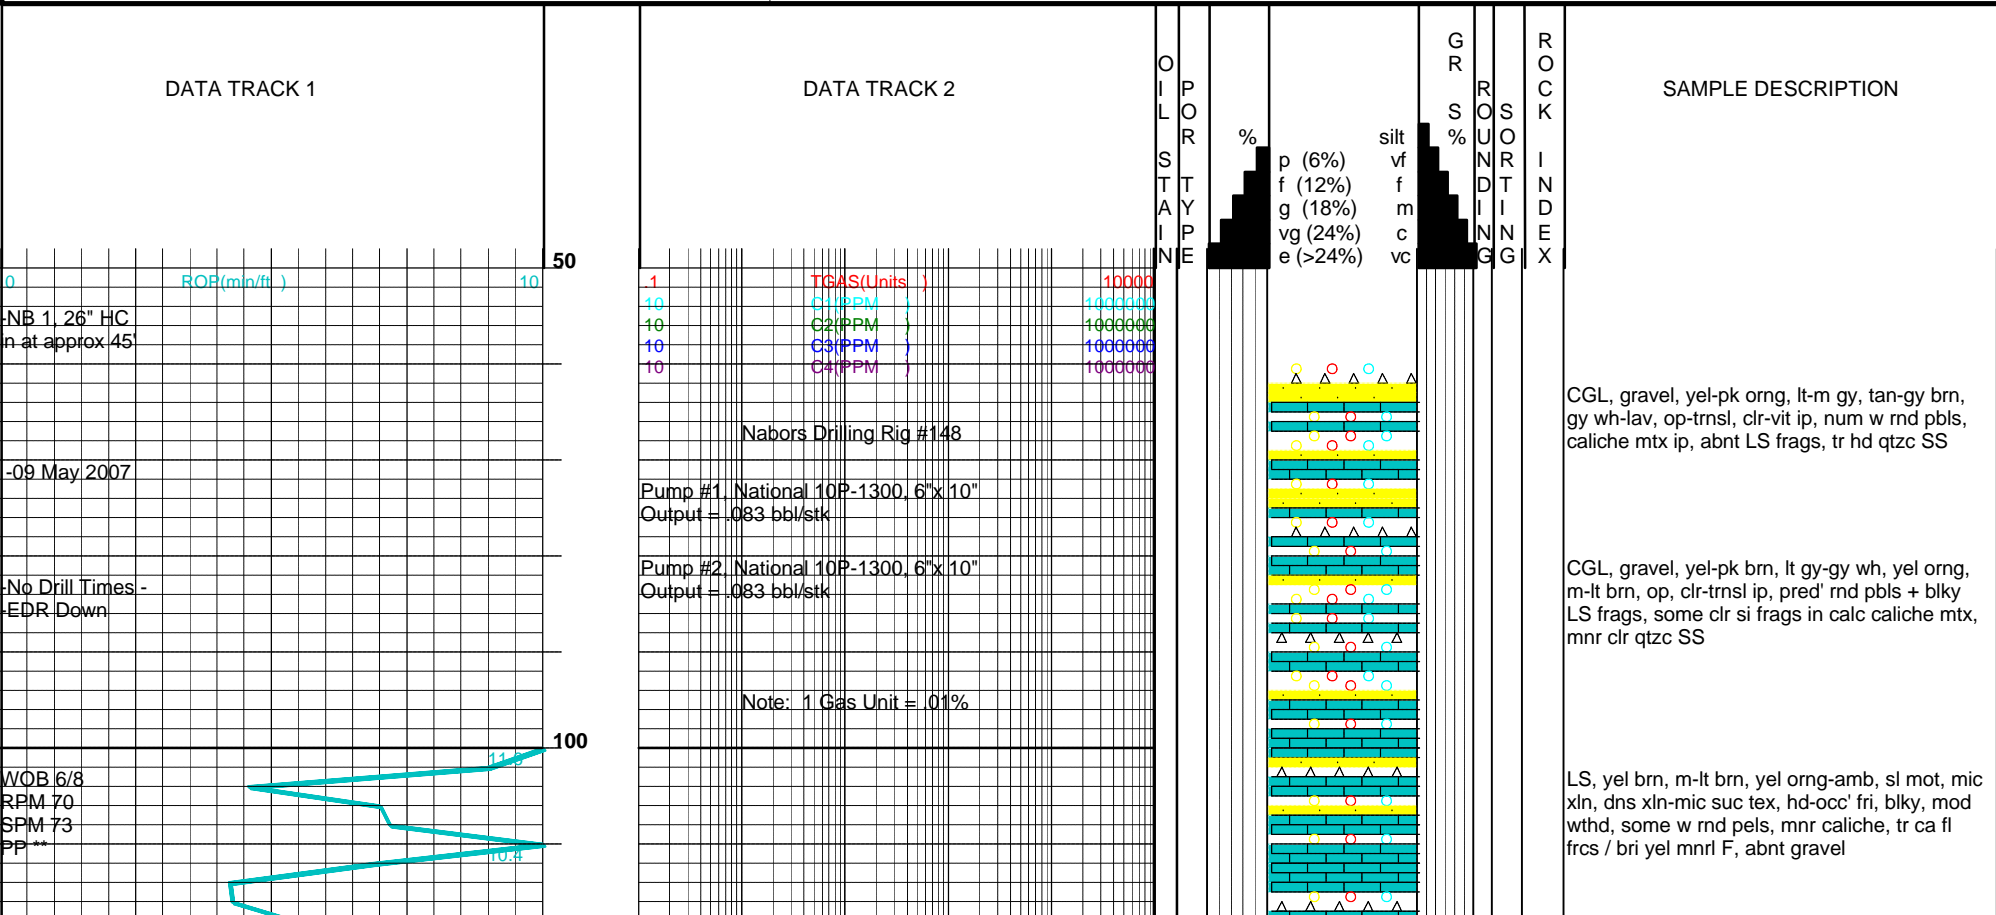 DATA TRACK 1
DATA TRACK 2
OIL STAIN
POR TYPE
%
p (6%)
f (12%)
g (18%)
vg (24%)
e (>24%)
silt
vf
f
m
c
vc
GR S
%
ROUNDING
SORTING
ROCK INDEX
SAMPLE DESCRIPTION
50
0 ROP(min/ft ) 10
.1 TGAS(Units ) 10000
10 C1(PPM ) 1000000
10 C2(PPM ) 1000000
10 C3(PPM ) 1000000
10 C4(PPM ) 1000000
-NB 1, 26" HC
in at approx 45'
-09 May 2007
-No Drill Times -
-EDR Down
Nabors Drilling Rig #148
Pump #1, National 10P-1300, 6"x 10"
Output = .083 bbl/stk
Pump #2, National 10P-1300, 6"x 10"
Output = .083 bbl/stk
Note: 1 Gas Unit = .01%
CGL, gravel, yel-pk orng, lt-m gy, tan-gy brn,
gy wh-lav, op-trnsl, clr-vit ip, num w rnd pbls,
caliche mtx ip, abnt LS frags, tr hd qtzc SS
CGL, gravel, yel-pk brn, lt gy-gy wh, yel orng,
m-lt brn, op, clr-trnsl ip, pred' rnd pbls + blky
LS frags, some clr si frags in calc caliche mtx,
mnr clr qtzc SS
100
WOB 6/8
RPM 70
SPM 73
PP **
10.4
LS, yel brn, m-lt brn, yel orng-amb, sl mot, mic
xln, dns xln-mic suc tex, hd-occ' fri, blky, mod
wthd, some w rnd pels, mnr caliche, tr ca fl
frcs / bri yel mnrl F, abnt gravel